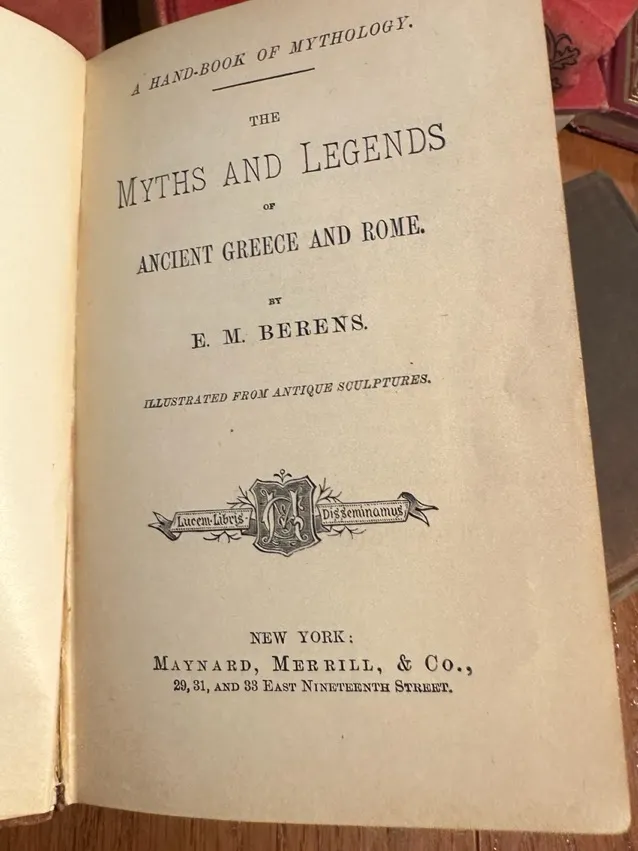 A HAND-BOOK OF MYTHOLOGY.
THE
MYTHS AND LEGENDS
OF
ANCIENT GREECE AND ROME.
BY
E. M. BERENS.
ILLUSTRATED FROM ANTIQUE SCULPTURES.
Lucem Libris Disseminamus
NEW YORK:
MAYNARD, MERRILL, & CO.,
29, 31, AND 33 EAST NINETEENTH STREET.